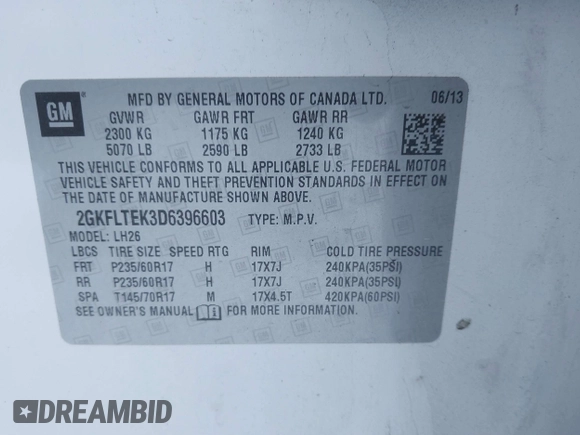 GM
MFD BY GENERAL MOTORS OF CANADA LTD. 06/13
GVWR GAWR FRT GAWR RR
2300 KG 1175 KG 1240 KG
5070 LB 2590 LB 2733 LB
THIS VEHICLE CONFORMS TO ALL APPLICABLE U.S. FEDERAL MOTOR
VEHICLE SAFETY AND THEFT PREVENTION STANDARDS IN EFFECT ON
THE DATE OF MANUFACTURE SHOWN ABOVE.
2GKFLTEK3D6396603 TYPE: M.P.V.
MODEL: LH26
LBCS TIRE SIZE SPEED RTG RIM COLD TIRE PRESSURE
FRT P235/60R17 H 17X7J 240KPA(35PSI)
RR P235/60R17 H 17X7J 240KPA(35PSI)
SPA T145/70R17 M 17X4.5T 420KPA(60PSI)
SEE OWNER'S MANUAL FOR MORE INFORMATION.
DREAMBID